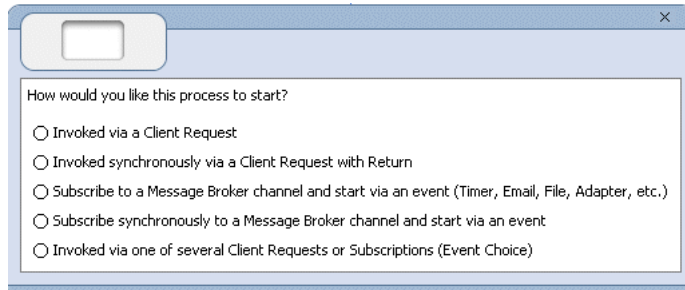 How would you like this process to start?
Invoked via a Client Request
Invoked synchronously via a Client Request with Return
Subscribe to a Message Broker channel and start via an event (Timer, Email, File, Adapter, etc.)
Subscribe synchronously to a Message Broker channel and start via an event
Invoked via one of several Client Requests or Subscriptions (Event Choice)